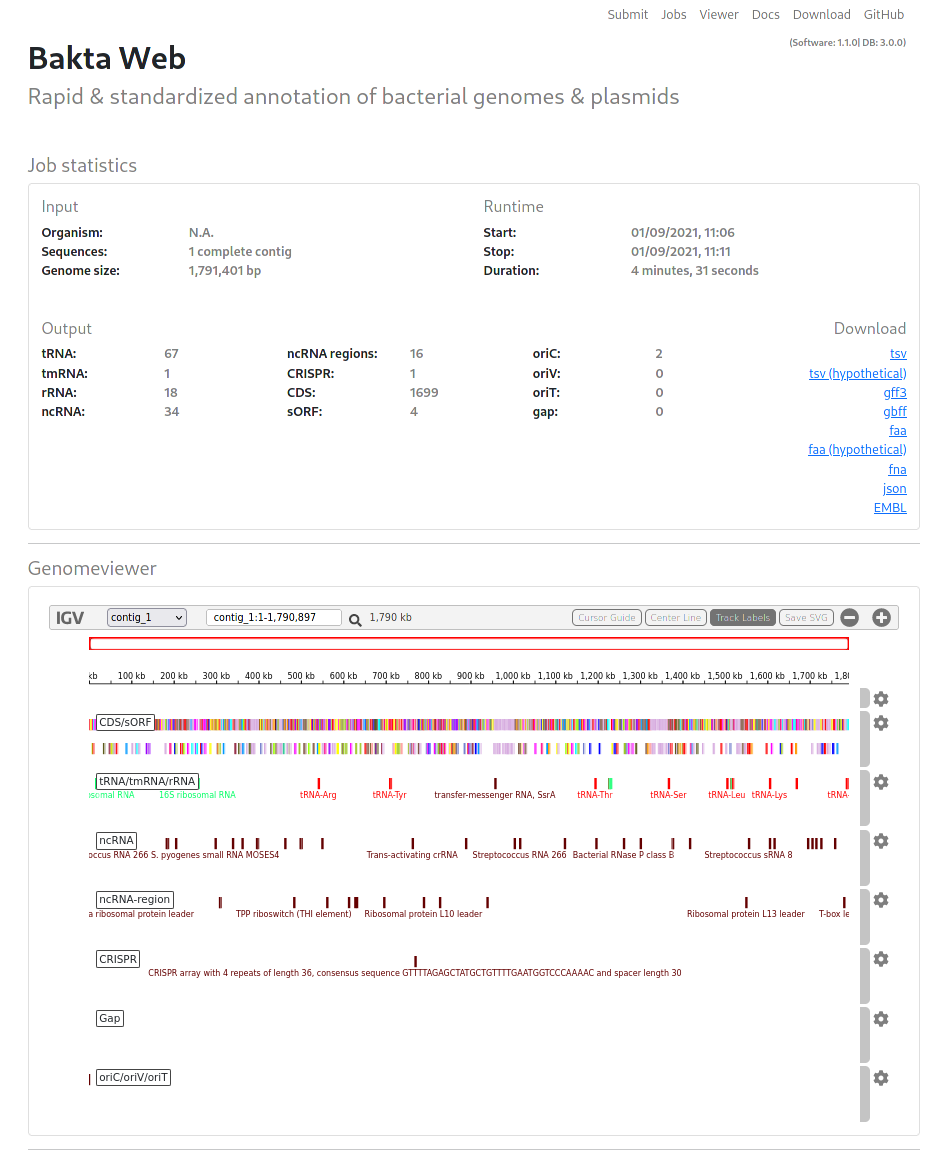 Submit Jobs Viewer Docs Download GitHub
(Software: 1.1.0| DB: 3.0.0)
Bakta Web
Rapid & standardized annotation of bacterial genomes & plasmids
Job statistics
Input Runtime
Organism: N.A. Start: 01/09/2021, 11:06
Sequences: 1 complete contig Stop: 01/09/2021, 11:11
Genome size: 1,791,401 bp Duration: 4 minutes, 31 seconds
Output Download
tRNA: 67 ncRNA regions: 16 oriC: 2 tsv
tmRNA: 1 CRISPR: 1 oriV: 0 tsv (hypothetical)
rRNA: 18 CDS: 1699 oriT: 0 gff3
ncRNA: 34 sORF: 4 gap: 0 gbff
faa
faa (hypothetical)
fna
json
EMBL
Genomeviewer
IGV contig_1 contig_1:1-1,790,897 1,790 kb Cursor Guide Center Line Track Labels Save SVG
kb 100 kb 200 kb 300 kb 400 kb 500 kb 600 kb 700 kb 800 kb 900 kb 1,000 kb 1,100 kb 1,200 kb 1,300 kb 1,400 kb 1,500 kb 1,600 kb 1,700 kb 1,80
CDS/sORF
tRNA/tmRNA/rRNA
somal RNA 16S ribosomal RNA tRNA-Arg tRNA-Tyr transfer-messenger RNA, SsrA tRNA-Thr tRNA-Ser tRNA-Leu tRNA-Lys tRNA-
ncRNA
occus RNA 266 S. pyogenes small RNA MOSES4 Trans-activating crRNA Streptococcus RNA 266 Bacterial RNase P class B Streptococcus sRNA 8
ncRNA-region
a ribosomal protein leader TPP riboswitch (THI element) Ribosomal protein L10 leader Ribosomal protein L13 leader T-box le
CRISPR
CRISPR array with 4 repeats of length 36, consensus sequence GTTTTAGAGCTATGCTGTTTTGAATGGTCCCAAAAC and spacer length 30
Gap
oriC/oriV/oriT